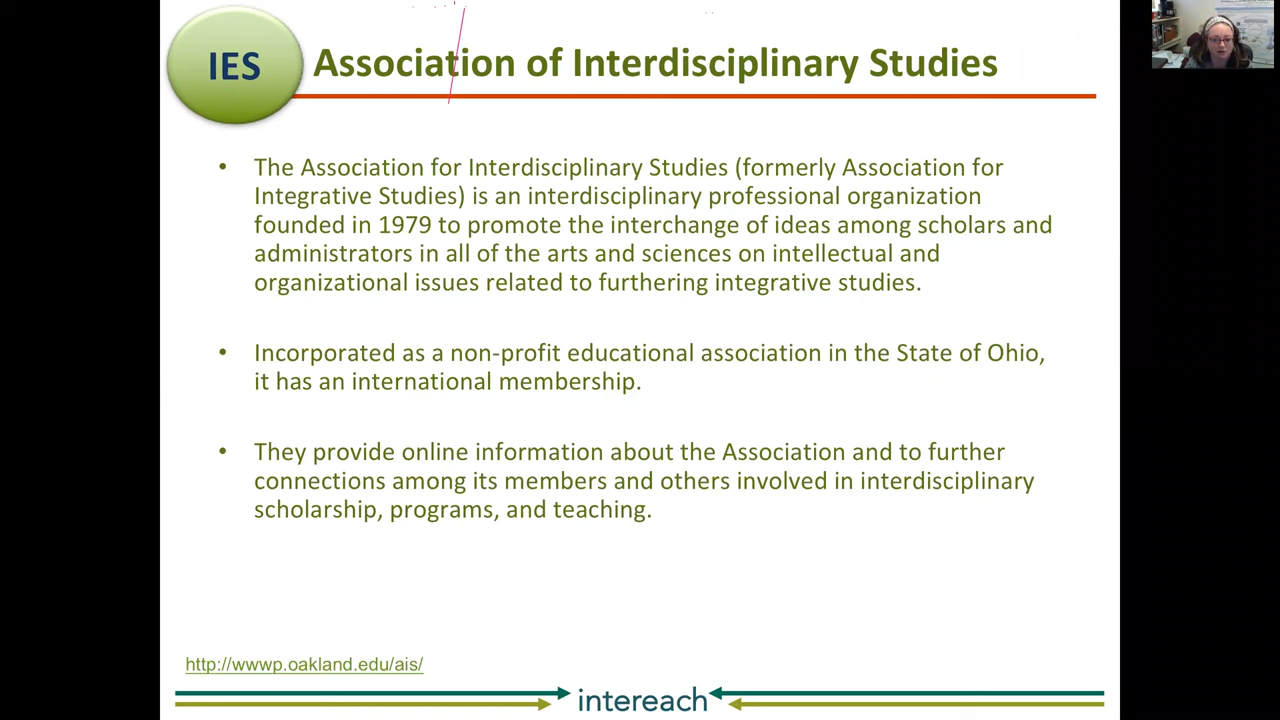 IES
Association of Interdisciplinary Studies
• The Association for Interdisciplinary Studies (formerly Association for
Integrative Studies) is an interdisciplinary professional organization
founded in 1979 to promote the interchange of ideas among scholars and
administrators in all of the arts and sciences on intellectual and
organizational issues related to furthering integrative studies.
• Incorporated as a non-profit educational association in the State of Ohio,
it has an international membership.
• They provide online information about the Association and to further
connections among its members and others involved in interdisciplinary
scholarship, programs, and teaching.
http://wwwp.oakland.edu/ais/
intereach